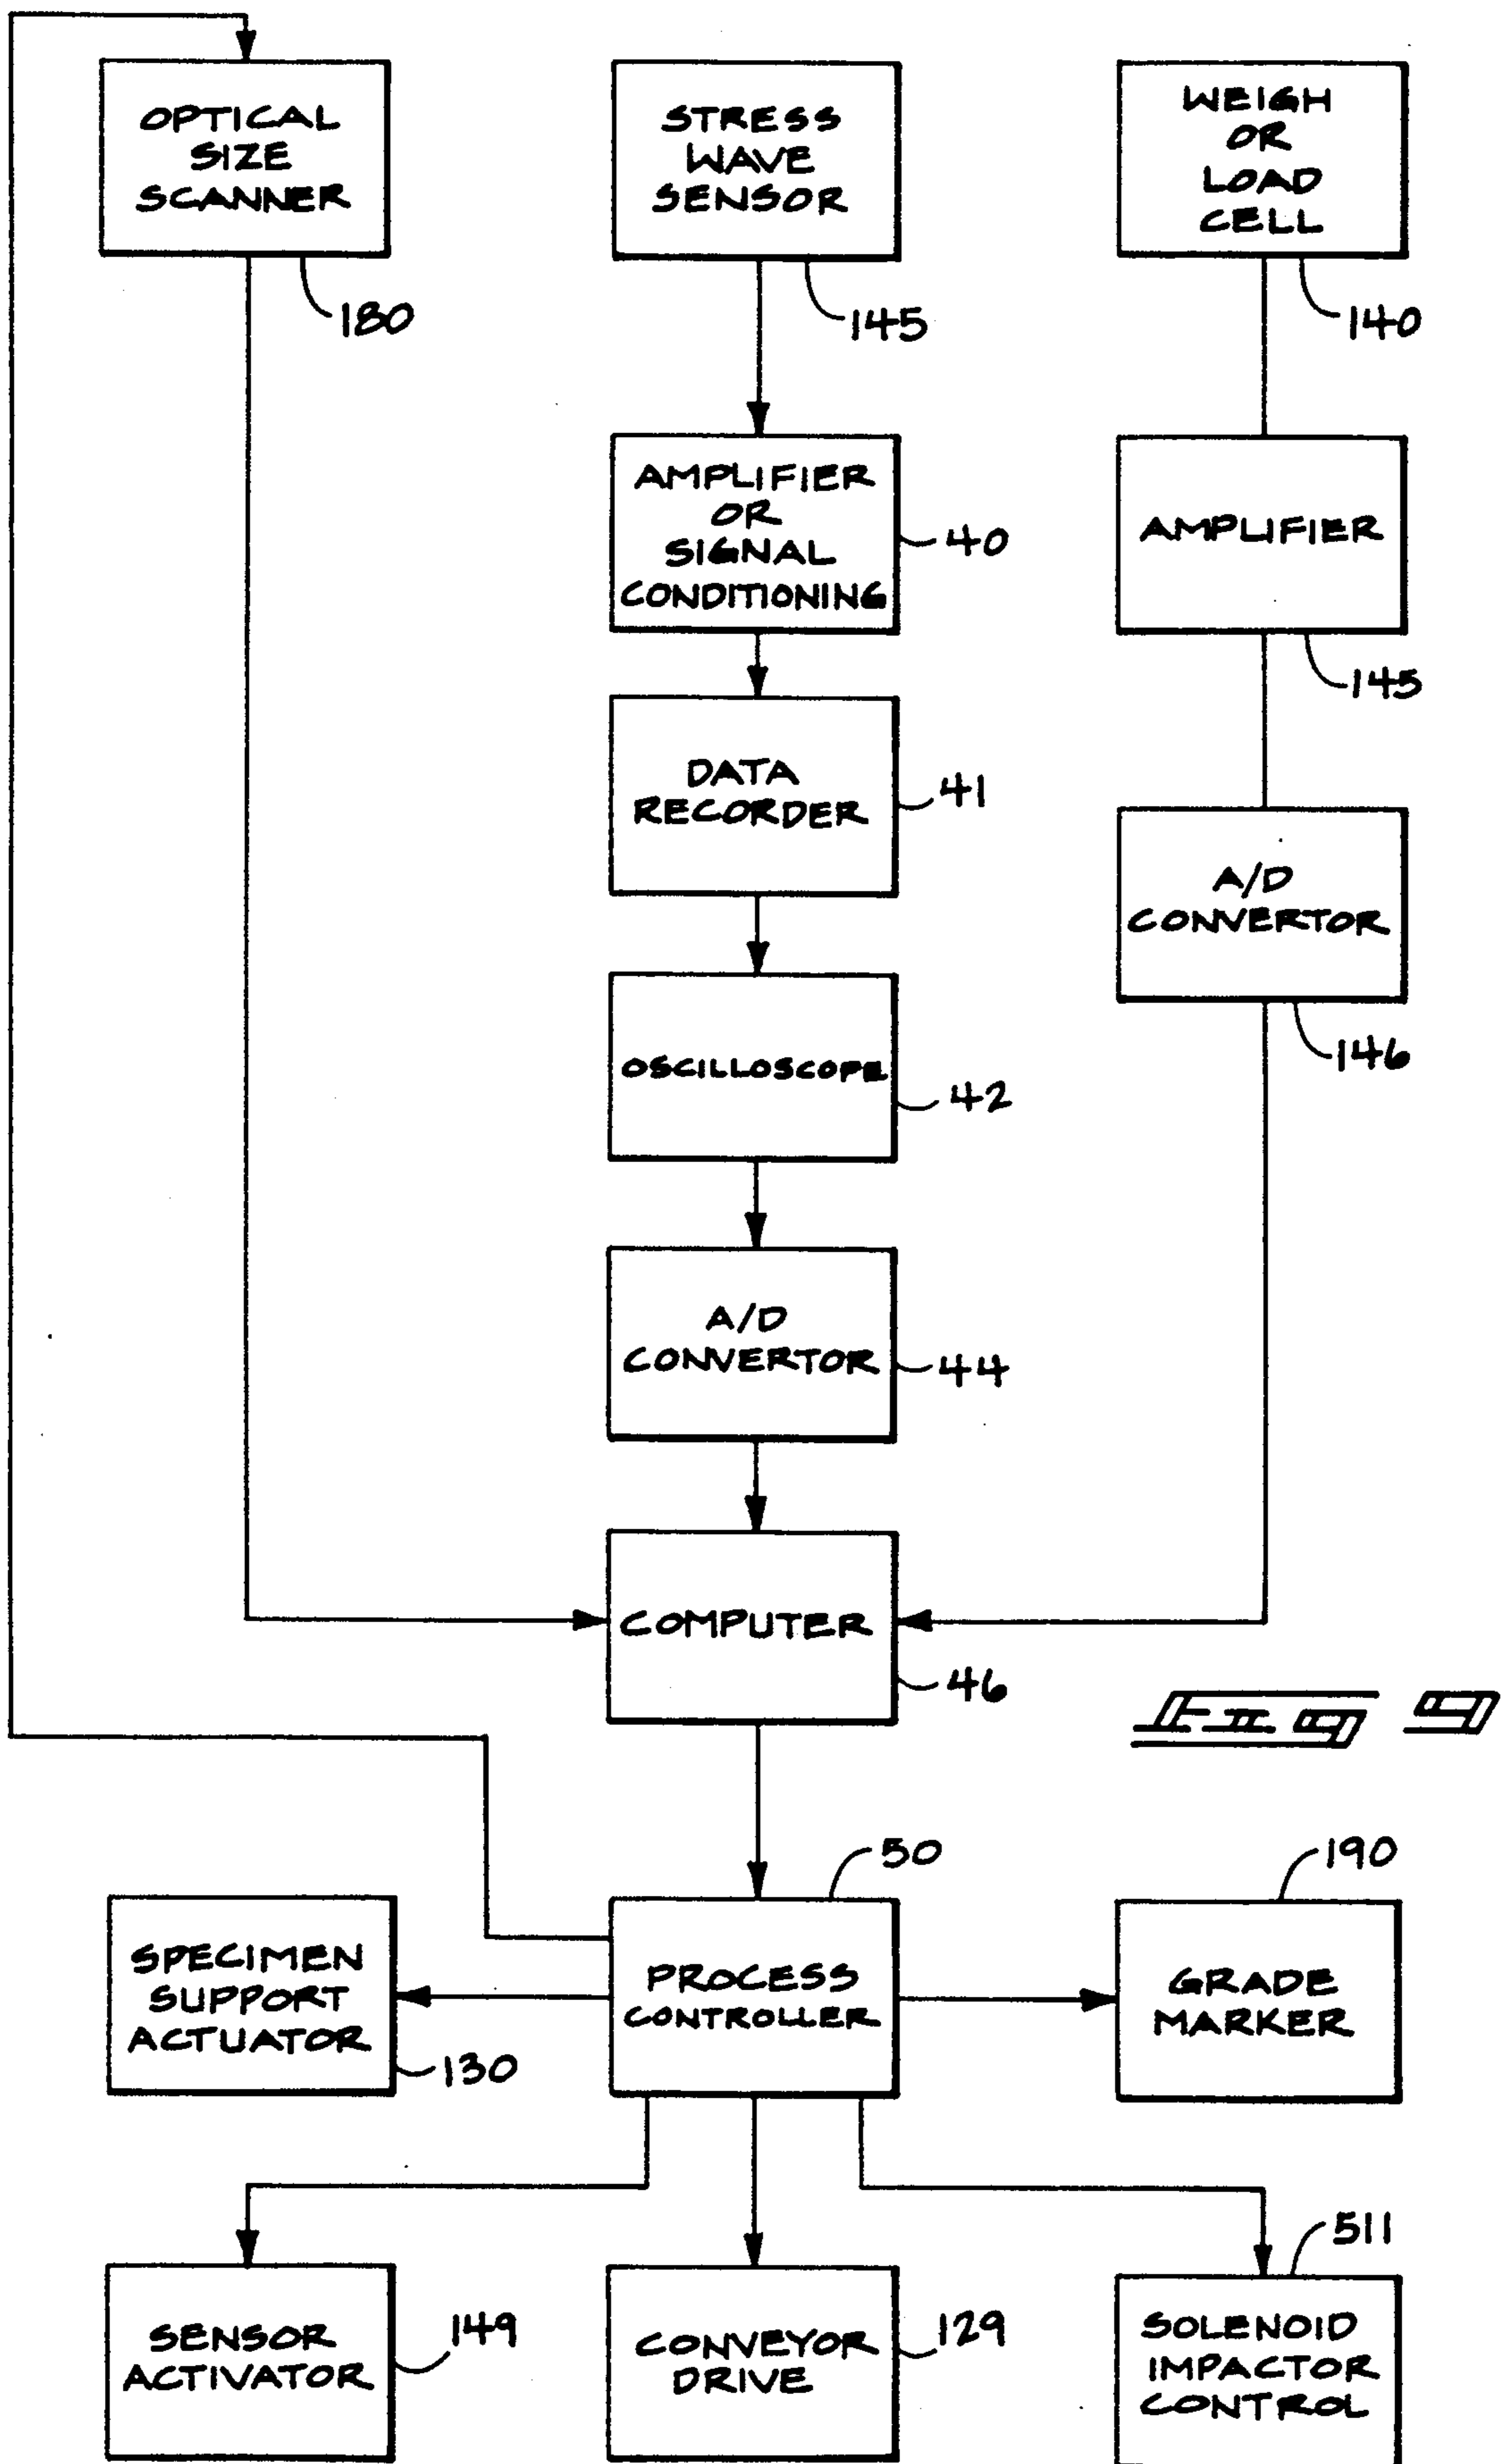 OPTICAL
SIZE
SCANNER
180
STRESS
WAVE
SENSOR
145
WEIGH
OR
LOAD
CELL
140
AMPLIFIER
OR
SIGNAL
CONDITIONING
40
AMPLIFIER
145
DATA
RECORDER
41
A/D
CONVERTOR
146
OSCILLOSCOPE
42
A/D
CONVERTOR
44
COMPUTER
46
FIG 9
50
190
SPECIMEN
SUPPORT
ACTUATOR
130
PROCESS
CONTROLLER
GRADE
MARKER
SENSOR
ACTIVATOR
149
CONVEYOR
DRIVE
129
511
SOLENOID
IMPACTOR
CONTROL